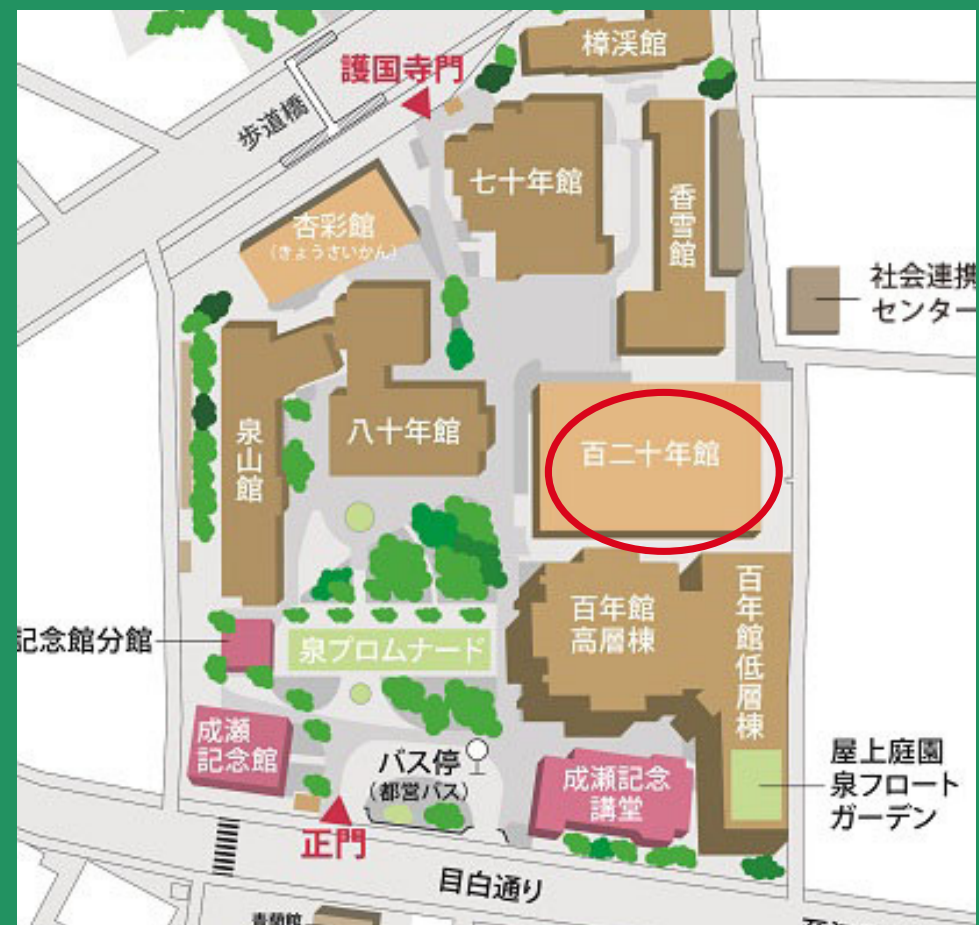 樟渓館
護国寺門
歩道橋
七十年館
香雪館
杏彩館
(きょうさいかん)
社会連携
センター
八十年館
泉山館
百二十年館
百年館
高層棟
百年館低層棟
記念館分館
泉プロムナード
成瀬
記念館
バス停
(都営バス)
成瀬記念
講堂
屋上庭園
泉フロート
ガーデン
正門
目白通り
青蘭館